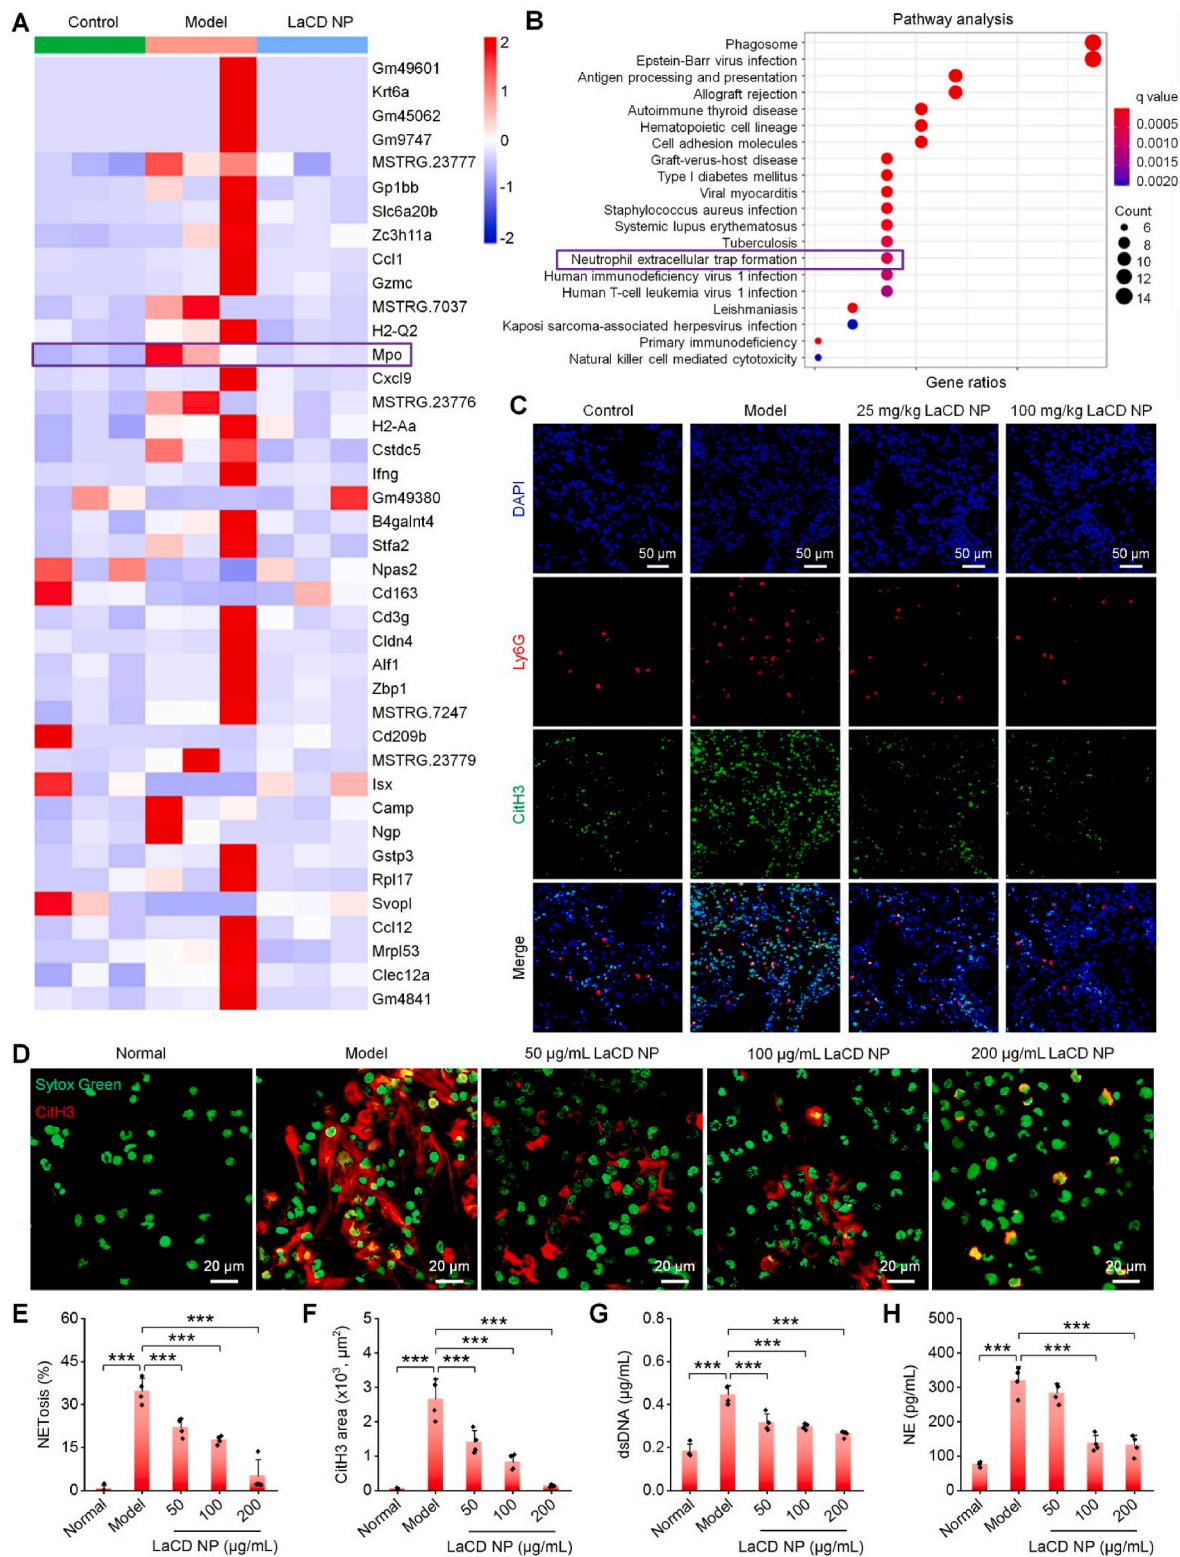 A
Control Model LaCD NP
2
1
0
-1
-2
Gm49601
Krt6a
Gm45062
Gm9747
MSTRG.23777
Gp1bb
Slc6a20b
Zc3h11a
Ccl1
Gzmc
MSTRG.7037
H2-Q2
Mpo
Cxcl9
MSTRG.23776
H2-Aa
Cstdc5
Ifng
Gm49380
B4galnt4
Stfa2
Npas2
Cd163
Cd3g
Cldn4
Alf1
Zbp1
MSTRG.7247
Cd209b
MSTRG.23779
Isx
Camp
Ngp
Gstp3
Rpl17
Svopl
Ccl12
Mrpl53
Clec12a
Gm4841
B
Pathway analysis
Phagosome
Epstein-Barr virus infection
Antigen processing and presentation
Allograft rejection
Autoimmune thyroid disease
Hematopoietic cell lineage
Cell adhesion molecules
Graft-verus-host disease
Type I diabetes mellitus
Viral myocarditis
Staphylococcus aureus infection
Systemic lupus erythematosus
Tuberculosis
Neutrophil extracellular trap formation
Human immunodeficiency virus 1 infection
Human T-cell leukemia virus 1 infection
Leishmaniasis
Kaposi sarcoma-associated herpesvirus infection
Primary immunodeficiency
Natural killer cell mediated cytotoxicity
Gene ratios
q value
0.0005
0.0010
0.0015
0.0020
Count
6
8
10
12
14
C
Control Model 25 mg/kg LaCD NP 100 mg/kg LaCD NP
DAPI
50 µm 50 µm 50 µm 50 µm
Ly6G
CitH3
Merge
D
Normal Model 50 µg/mL LaCD NP 100 µg/mL LaCD NP 200 µg/mL LaCD NP
Sytox Green
CitH3
20 µm 20 µm 20 µm 20 µm 20 µm
E
NETosis (%)
60
45
30
15
0
*** *** *** ***
Normal Model 50 100 200
LaCD NP (µg/mL)
F
CitH3 area (x10³, µm²)
5
4
3
2
1
0
*** *** *** ***
Normal Model 50 100 200
LaCD NP (µg/mL)
G
dsDNA (µg/mL)
0.8
0.6
0.4
0.2
0.0
*** *** *** ***
Normal Model 50 100 200
LaCD NP (µg/mL)
H
NE (pg/mL)
500
400
300
200
100
0
*** *** ***
Normal Model 50 100 200
LaCD NP (µg/mL)